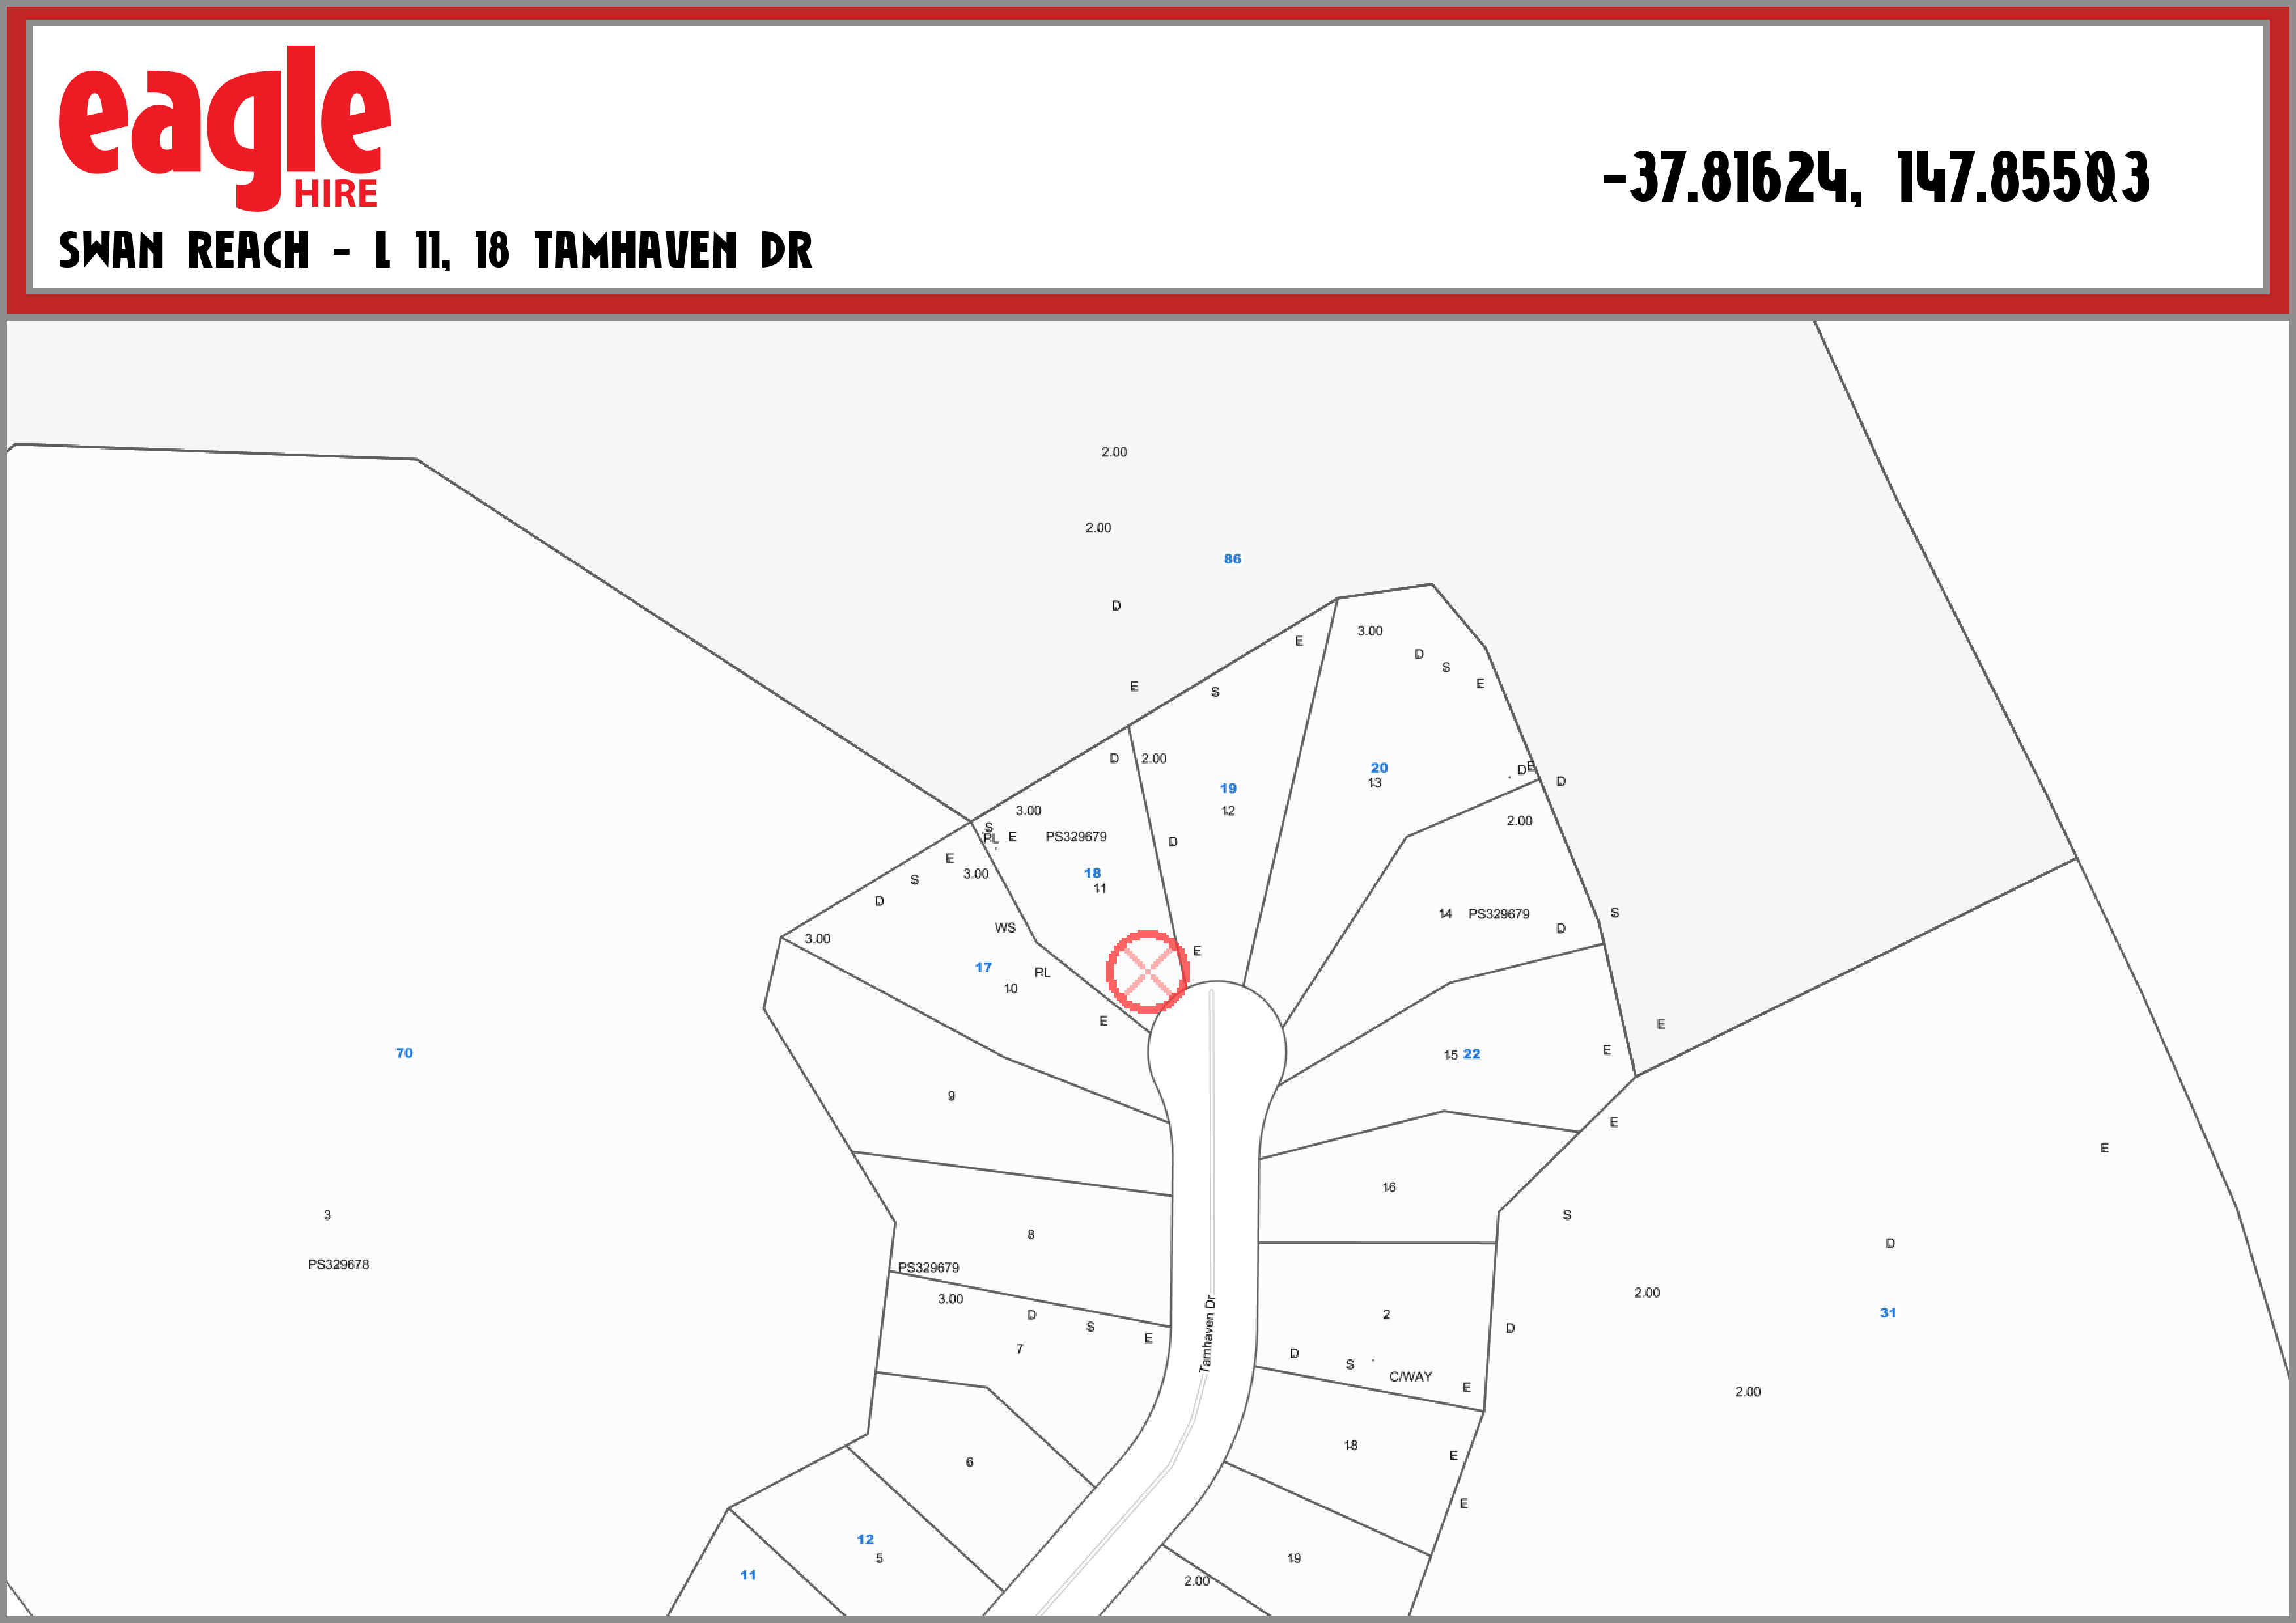 eagle
HIRE
-37.81624, 147.85503
SWAN REACH - L 11, 18 TAMHAVEN DR
2.00
2.00
86
D
E
3.00
D
S
E
E
S
D
2.00
20
13
D E
D
19
12
3.00
2.00
S
PL
E
PS329679
D
E
3.00
18
11
S
D
14
PS329679
S
D
WS
3.00
E
17
PL
10
E
E
70
15
22
E
9
E
E
16
3
S
8
D
PS329678
PS329679
2.00
3.00
D
S
E
7
Tamhaven Dr
2
D
31
D
S
C/WAY
E
2.00
18
E
6
E
12
5
19
11
2.00